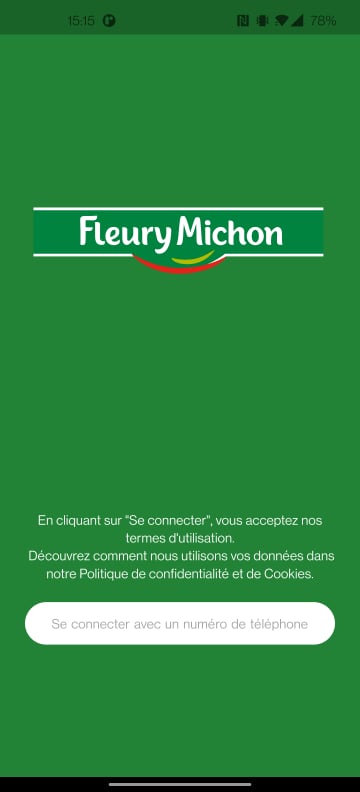 15:15
78%
Fleury Michon
En cliquant sur "Se connecter", vous acceptez nos
termes d'utilisation.
Découvrez comment nous utilisons vos données dans
notre Politique de confidentialité et de Cookies.
Se connecter avec un numéro de téléphone